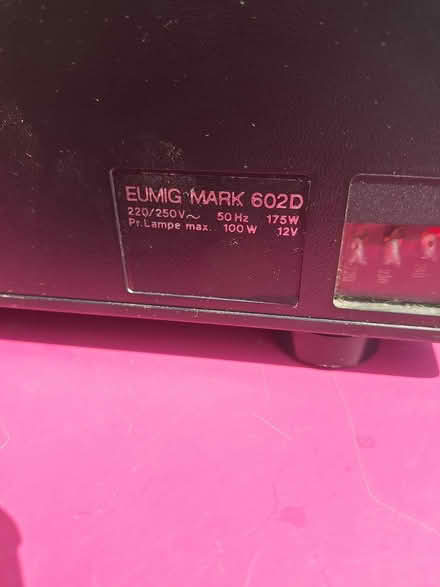 EUMIG MARK 602D
220/250V~ 50 Hz 175W
Pr.Lampe max. 100 W 12V